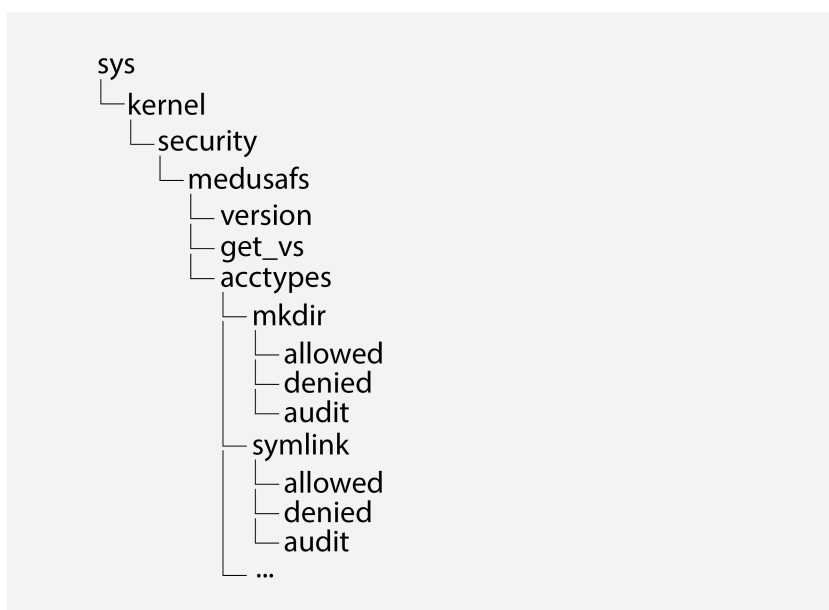 sys
kernel
security
medusafs
version
get_vs
acctypes
mkdir
allowed
denied
audit
symlink
allowed
denied
audit
...